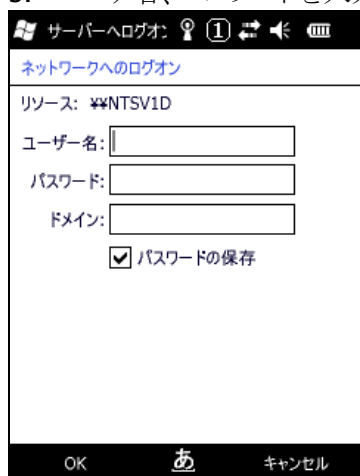 サーバーへログオン: 1
ネットワークへのログオン
リソース: ¥¥NTSV1D
ユーザー名:
パスワード:
ドメイン:
パスワードの保存
OK あ キャンセル